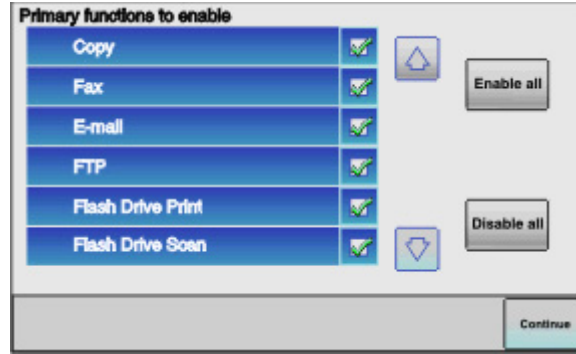 Primary functions to enable
Copy
Fax
Enable all
E-mail
FTP
Flash Drive Print
Disable all
Flash Drive Scan
Continue